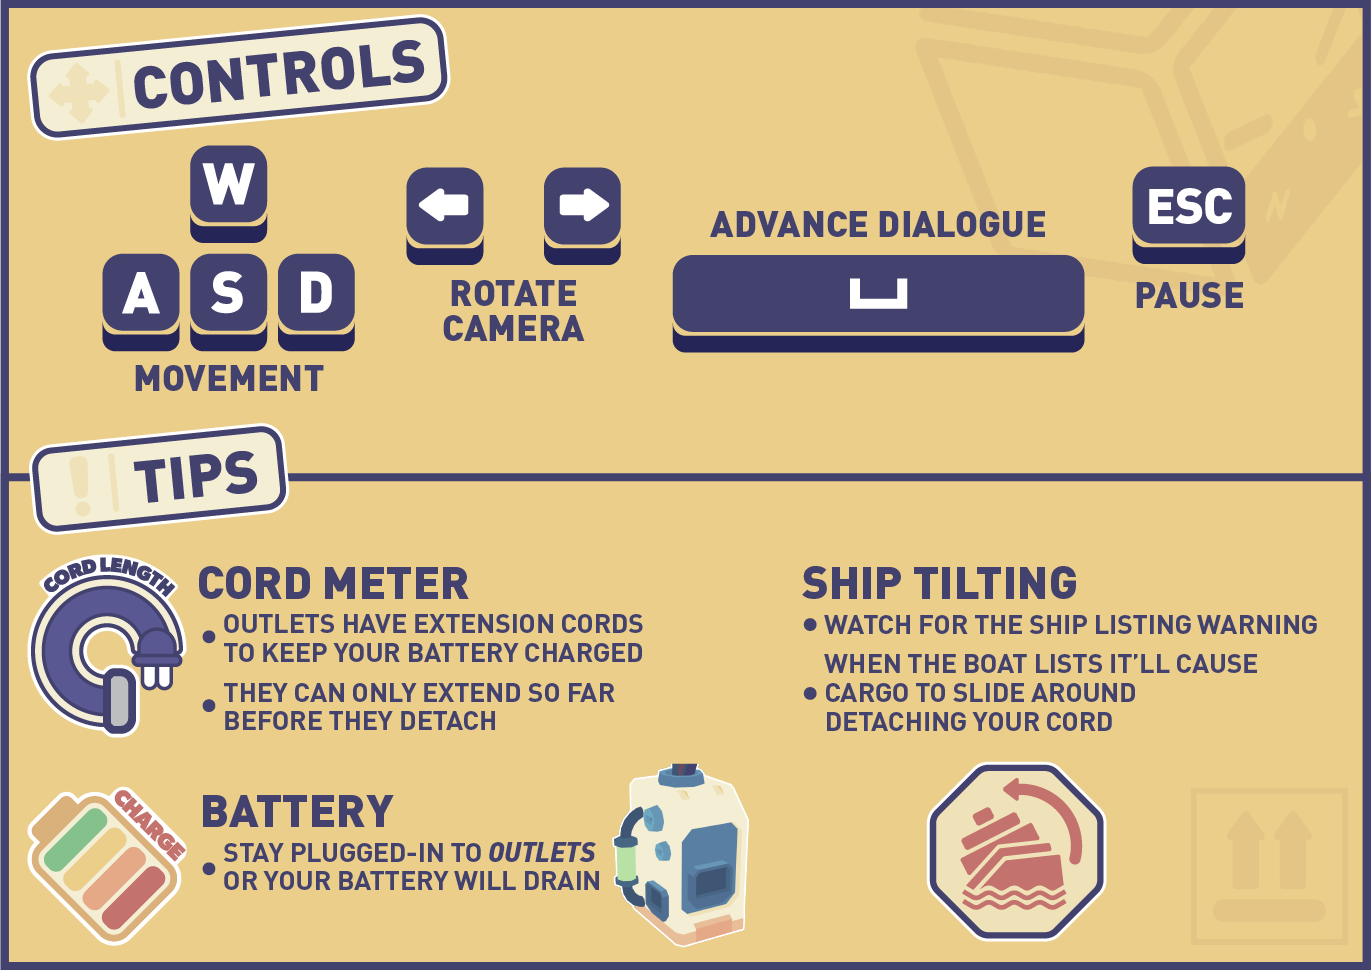 CONTROLS
W
A S D
MOVEMENT
ROTATE
CAMERA
ADVANCE DIALOGUE
ESC
PAUSE
TIPS
CORD LENGTH
CORD METER
• OUTLETS HAVE EXTENSION CORDS
TO KEEP YOUR BATTERY CHARGED
• THEY CAN ONLY EXTEND SO FAR
BEFORE THEY DETACH
SHIP TILTING
• WATCH FOR THE SHIP LISTING WARNING
WHEN THE BOAT LISTS IT'LL CAUSE
• CARGO TO SLIDE AROUND
DETACHING YOUR CORD
CHARGE
BATTERY
• STAY PLUGGED-IN TO OUTLETS
OR YOUR BATTERY WILL DRAIN
N